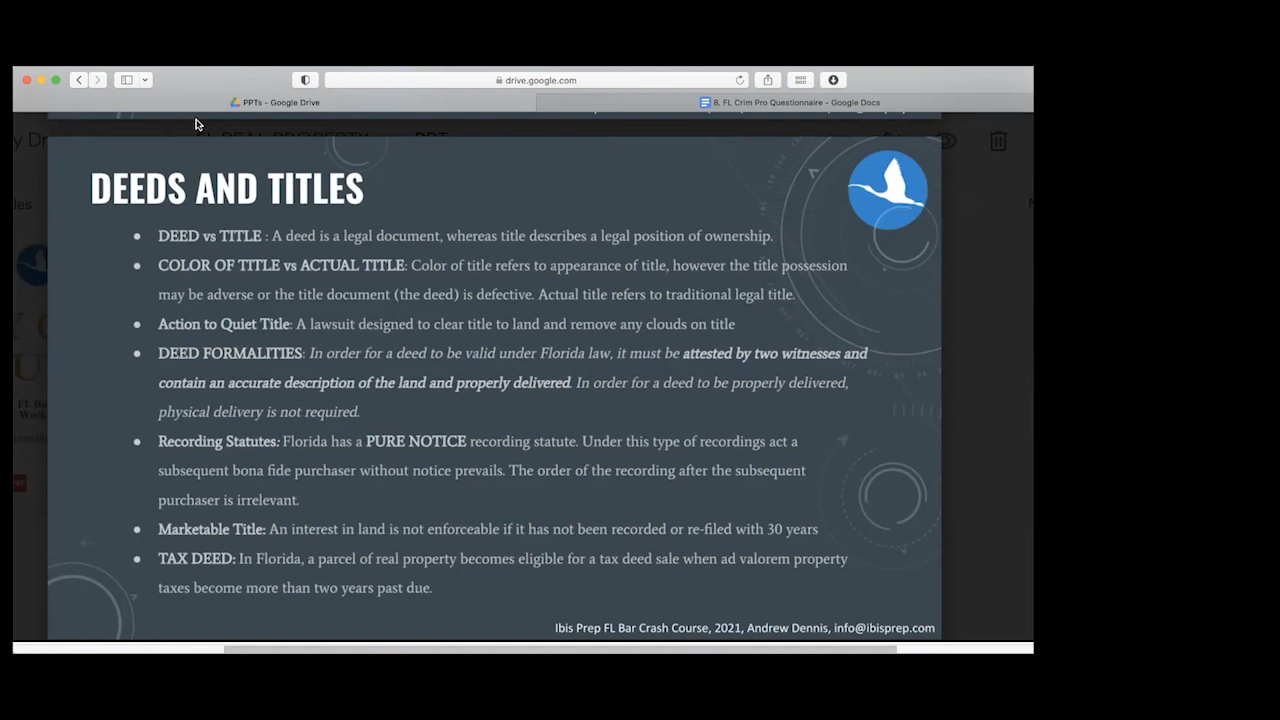 drive.google.com
PPTs - Google Drive
8. FL Crim Pro Questionnaire - Google Docs
DEEDS AND TITLES
• DEED vs TITLE : A deed is a legal document, whereas title describes a legal position of ownership.
• COLOR OF TITLE vs ACTUAL TITLE: Color of title refers to appearance of title, however the title possession
may be adverse or the title document (the deed) is defective. Actual title refers to traditional legal title.
• Action to Quiet Title: A lawsuit designed to clear title to land and remove any clouds on title
• DEED FORMALITIES: In order for a deed to be valid under Florida law, it must be attested by two witnesses and
contain an accurate description of the land and properly delivered. In order for a deed to be properly delivered,
physical delivery is not required.
• Recording Statutes: Florida has a PURE NOTICE recording statute. Under this type of recordings act a
subsequent bona fide purchaser without notice prevails. The order of the recording after the subsequent
purchaser is irrelevant.
• Marketable Title: An interest in land is not enforceable if it has not been recorded or re-filed with 30 years
• TAX DEED: In Florida, a parcel of real property becomes eligible for a tax deed sale when ad valorem property
taxes become more than two years past due.
Ibis Prep FL Bar Crash Course, 2021, Andrew Dennis, info@ibisprep.com